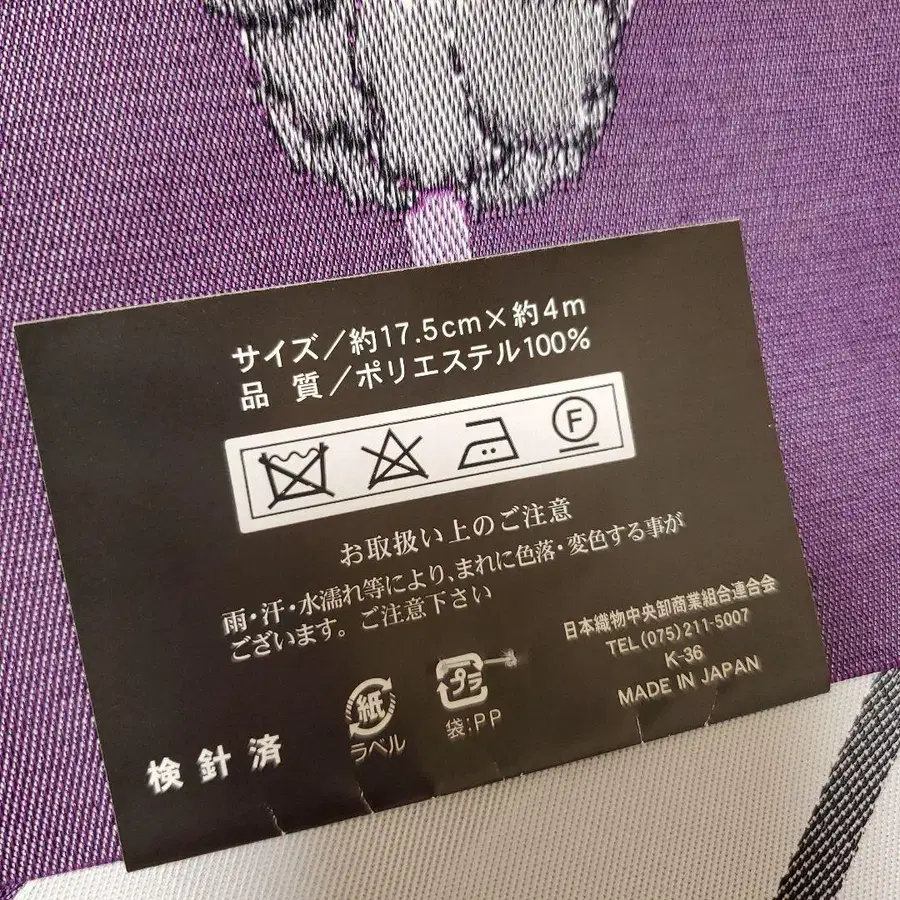 サイズ／約17.5cm×約4m
品 質／ポリエステル100%
F
お取扱い上のご注意
雨・汗・水濡れ等により、まれに色落・変色する事が
ございます。ご注意下さい
日本織物中央卸商業組合連合会
TEL(075)211-5007
K-36
MADE IN JAPAN
紙
ラベル
プラ
袋:PP
検針済